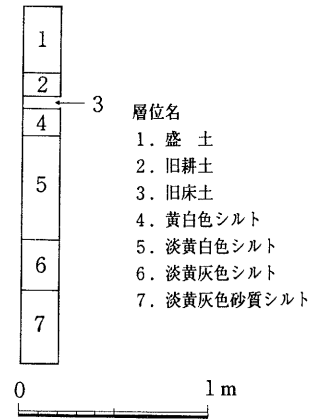 1
2
3
4
5
6
7
層位名
1. 盛 土
2. 旧耕土
3. 旧床土
4. 黄白色シルト
5. 淡黄白色シルト
6. 淡黄灰色シルト
7. 淡黄灰色砂質シルト
0 1m